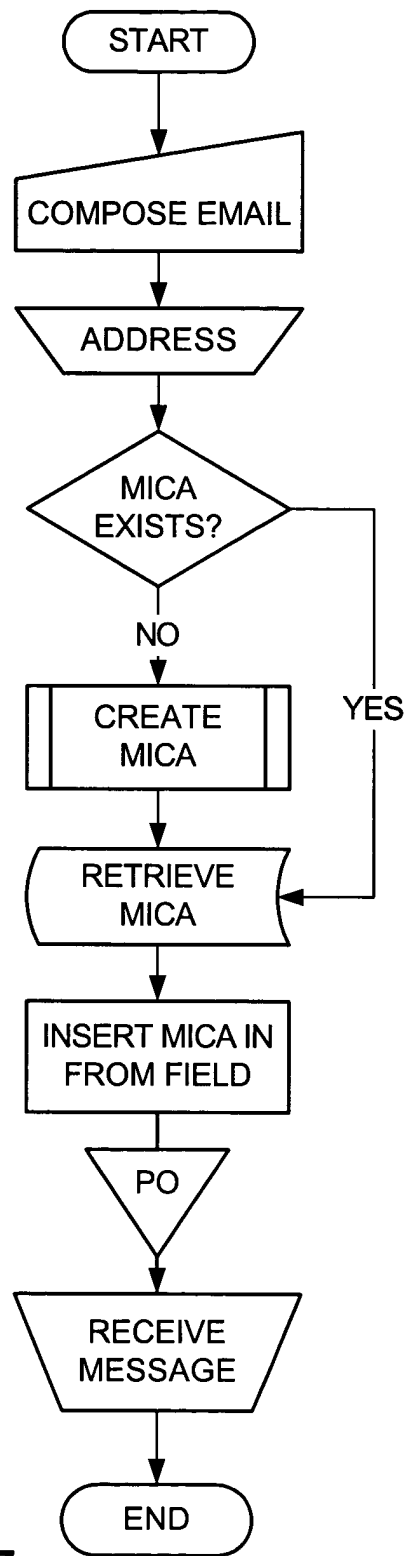 START
COMPOSE EMAIL
ADDRESS
MICA
EXISTS?
NO
YES
CREATE
MICA
RETRIEVE
MICA
INSERT MICA IN
FROM FIELD
PO
RECEIVE
MESSAGE
END